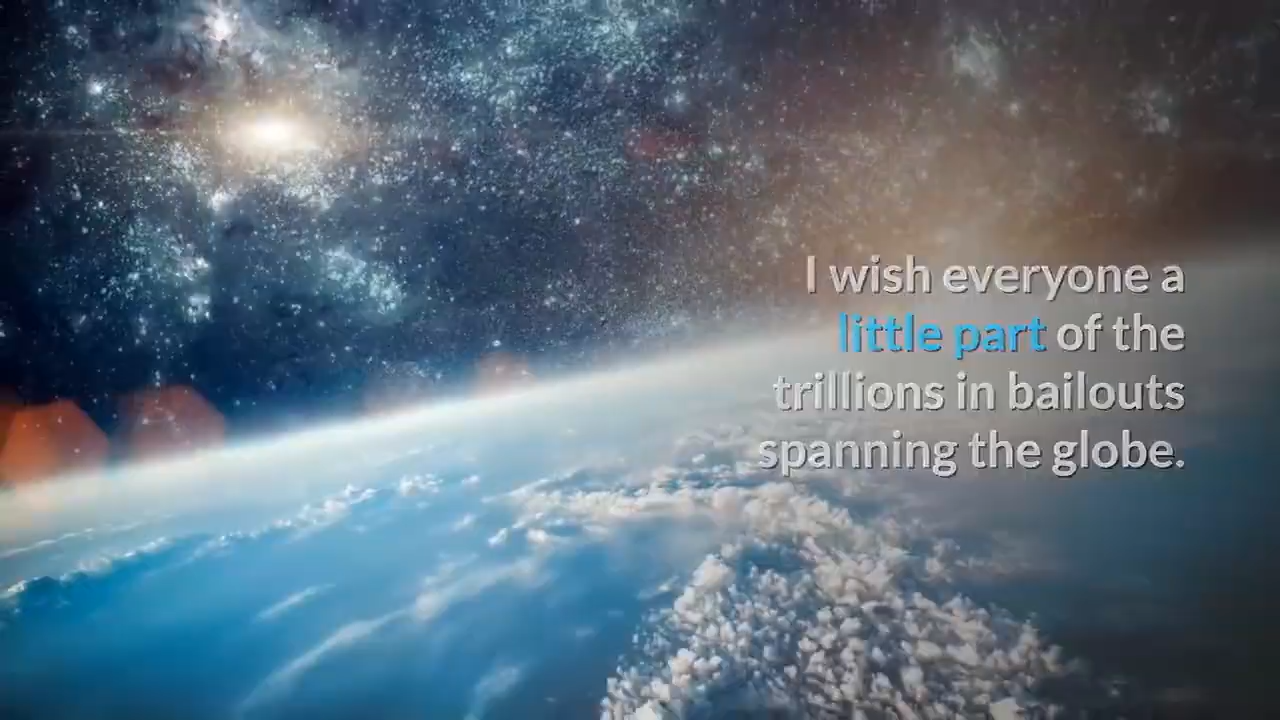 I wish everyone a
little part of the
trillions in bailouts
spanning the globe.